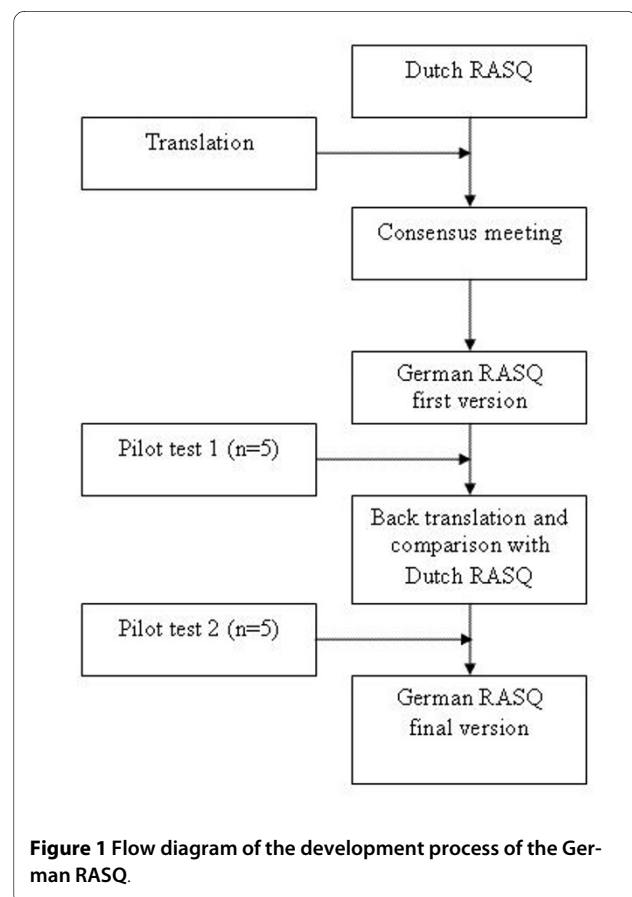 Dutch RASQ
Translation
Consensus meeting
German RASQ
first version
Pilot test 1 (n=5)
Back translation and
comparison with
Dutch RASQ
Pilot test 2 (n=5)
German RASQ
final version
Figure 1 Flow diagram of the development process of the Ger-
man RASQ.